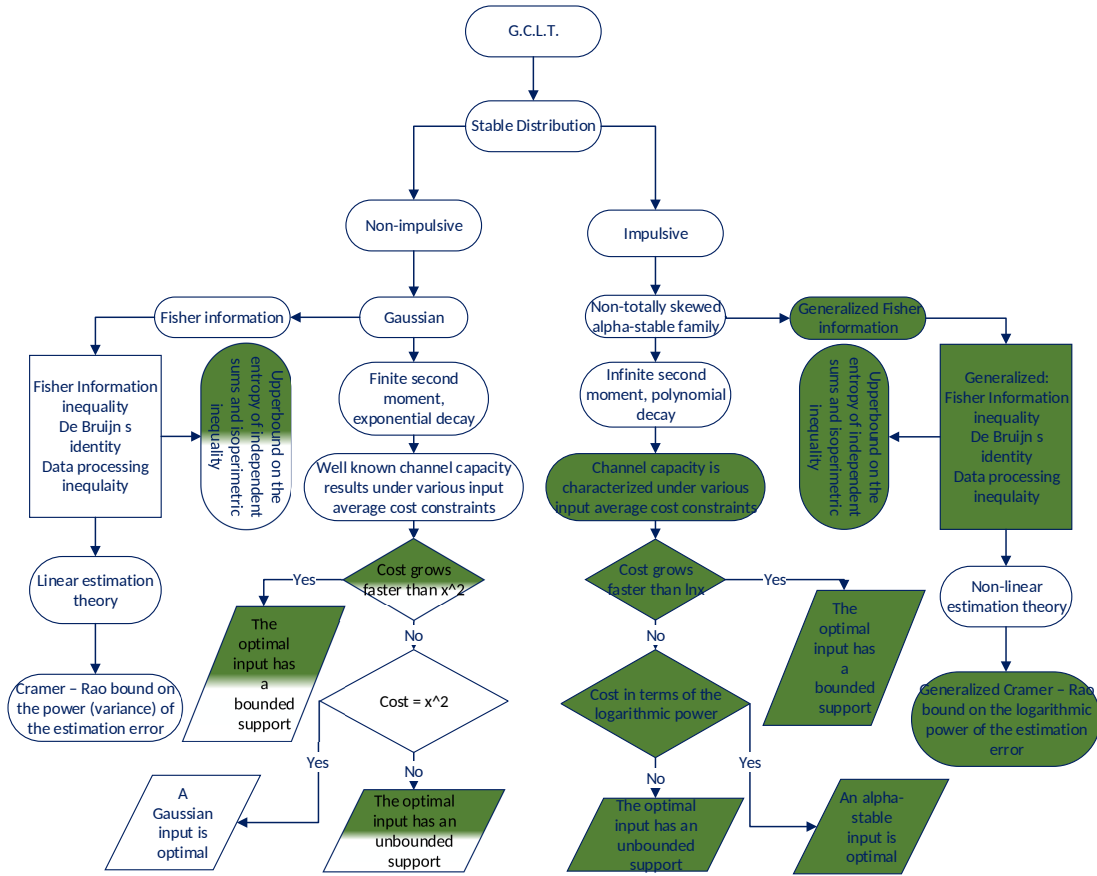 G.C.L.T.
Stable Distribution
Non-impulsive
Impulsive
Fisher information
Gaussian
Non-totally skewed
alpha-stable family
Generalized Fisher
information
Fisher Information
inequality
De Bruijn s
identity
Data processing
inequlaity
Upperbound on the
entropy of independent
sums and isoperimetric
inequality
Finite second
moment,
exponential decay
Infinite second
moment, polynomial
decay
Upperbound on the
entropy of independent
sums and isoperimetric
inequality
Generalized:
Fisher Information
inequality
De Bruijn s
identity
Data processing
inequlaity
Well known channel capacity
results under various input
average cost constraints
Channel capacity is
characterized under various
input average cost constraints
Linear estimation
theory
Yes
Cost grows
faster than x^2
Cost grows
faster than lnx
Yes
Non-linear
estimation theory
The
optimal
input has
a
bounded
support
No
No
The
optimal
input has
a
bounded
support
Cramer – Rao bound on
the power (variance) of
the estimation error
Cost = x^2
Cost in terms of the
logarithmic power
Generalized Cramer – Rao
bound on the logarithmic
power of the estimation
error
Yes
No
No
Yes
A
Gaussian
input is
optimal
The optimal
input has an
unbounded
support
The optimal
input has an
unbounded
support
An alpha-
stable
input is
optimal